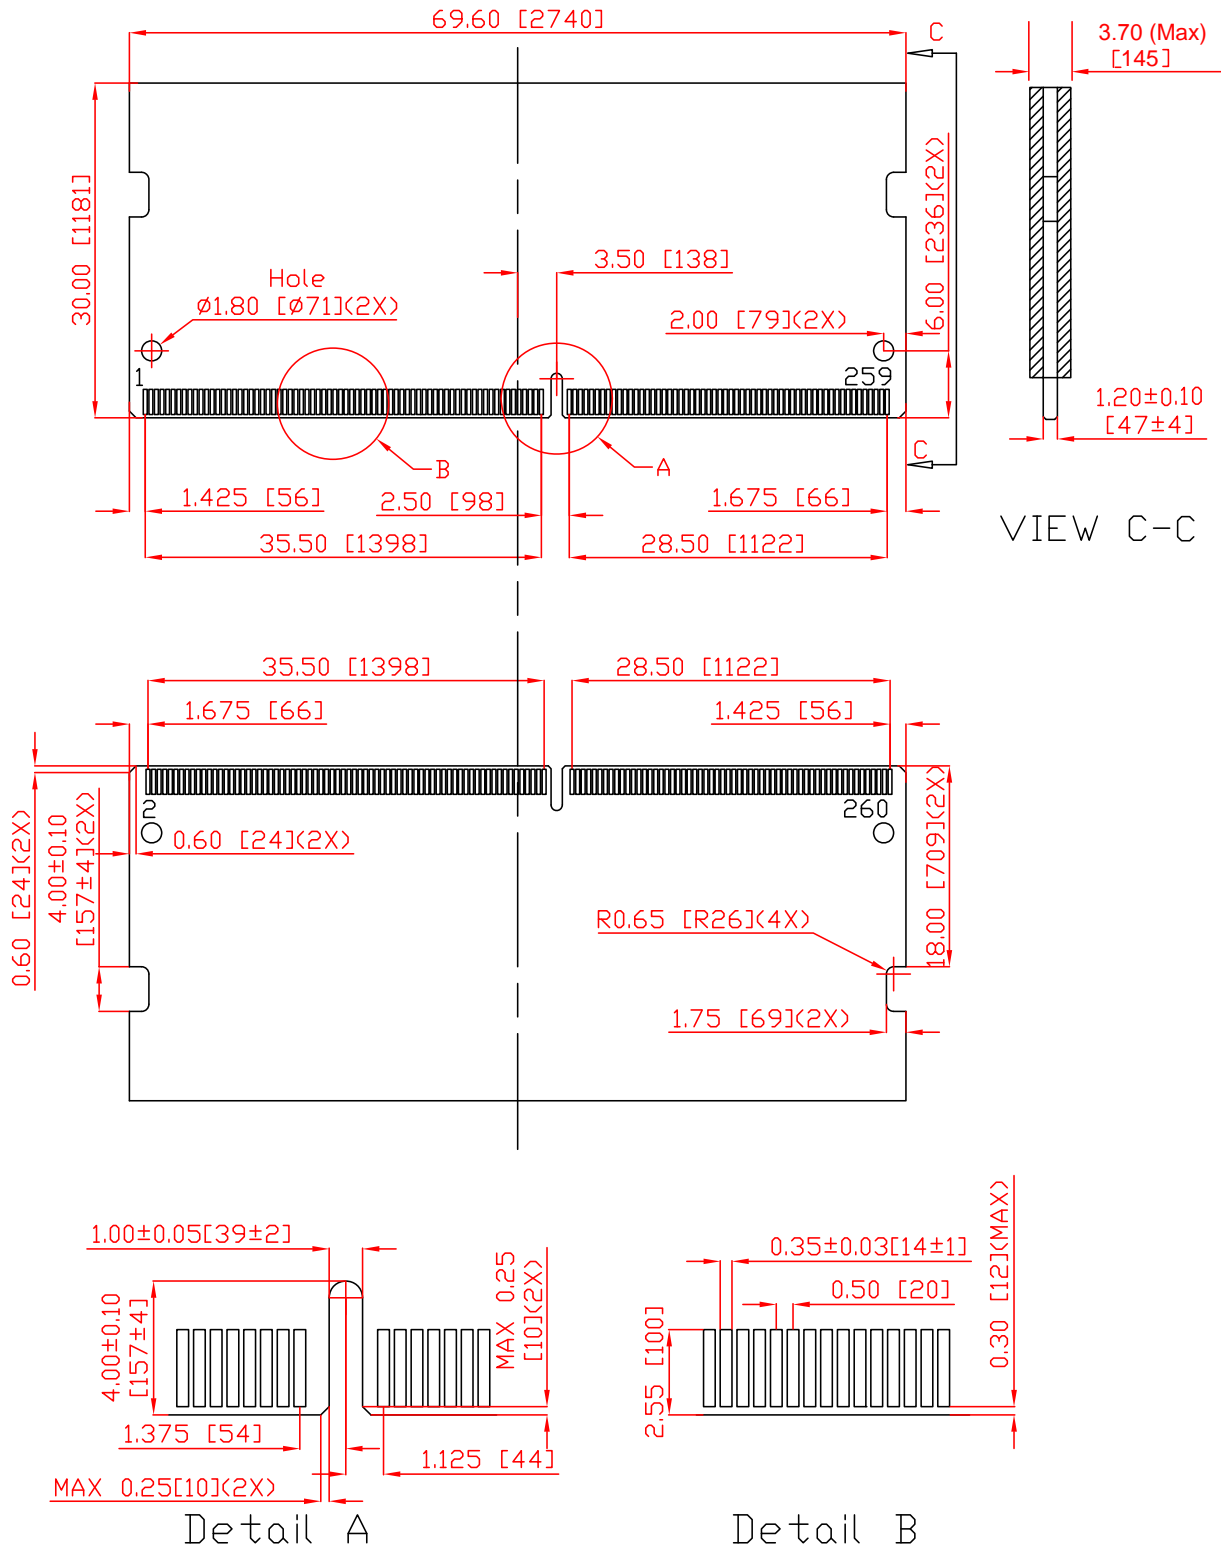 69.60 [2740]
C
3.70 (Max)
[145]
30.00 [1181]
6.00 [236](2X)
3.50 [138]
Hole
Ø1.80 [Ø71](2X)
2.00 [79](2X)
1
259
1.20±0.10
[47±4]
B
A
C
1.425 [56]
2.50 [98]
1.675 [66]
35.50 [1398]
28.50 [1122]
VIEW C-C
35.50 [1398]
28.50 [1122]
1.675 [66]
1.425 [56]
2
260
0.60 [24](2X)
0.60 [24](2X)
4.00±0.10
[157±4](2X)
18.00 [709](2X)
R0.65 [R26](4X)
1.75 [69](2X)
1.00±0.05[39±2]
4.00±0.10
[157±4]
MAX 0.25
[10](2X)
1.375 [54]
1.125 [44]
MAX 0.25[10](2X)
Detail A
0.35±0.03[14±1]
0.50 [20]
2.55 [100]
0.30 [12](MAX)
Detail B